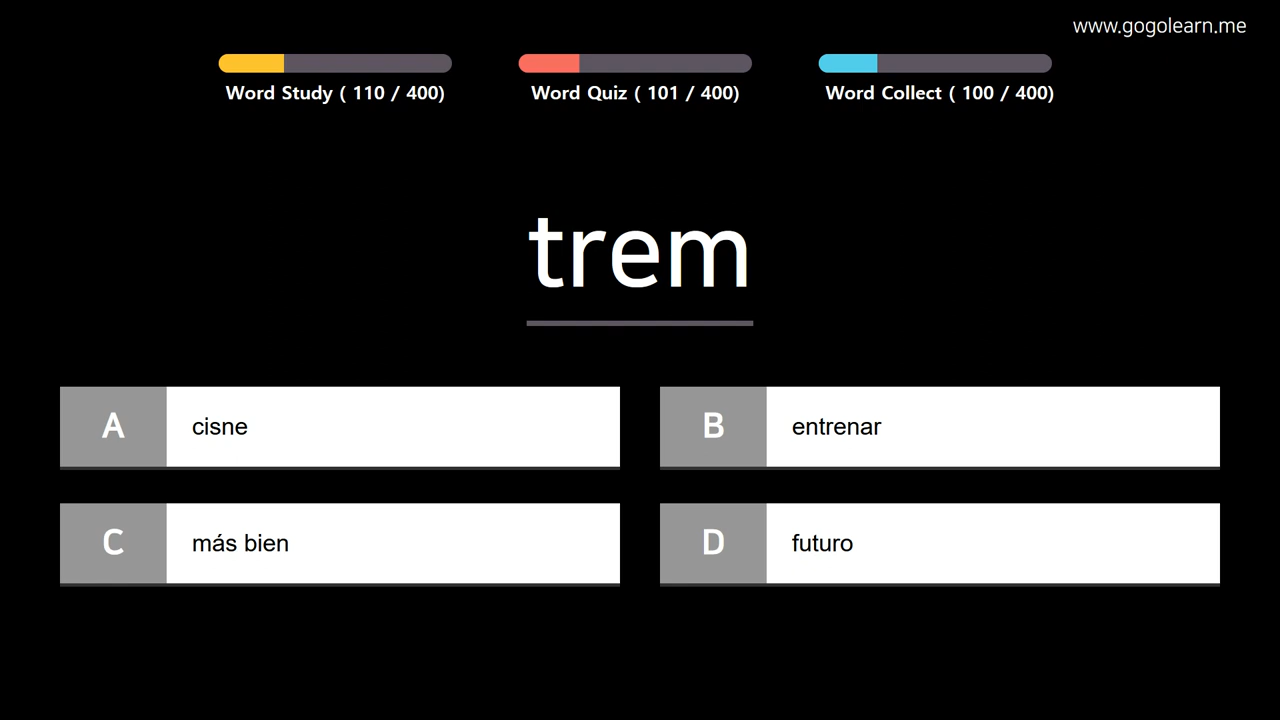 www.gogolearn.me
Word Study ( 110 / 400)
Word Quiz ( 101 / 400)
Word Collect ( 100 / 400)
trem
A cisne
B entrenar
C más bien
D futuro